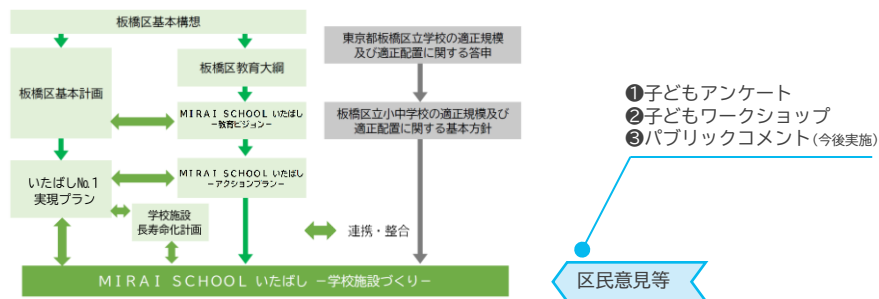 板橋区基本構想
板橋区基本計画
板橋区教育大綱
MIRAI SCHOOL いたばし
－教育ビジョン－
いたばし№1
実現プラン
MIRAI SCHOOL いたばし
－アクションプラン－
学校施設
長寿命化計画
東京都板橋区立学校の適正規模
及び適正配置に関する答申
板橋区立小中学校の適正規模及び
適正配置に関する基本方針
連携・整合
MIRAI SCHOOL いたばし －学校施設づくり－
❶子どもアンケート
❷子どもワークショップ
❸パブリックコメント(今後実施)
区民意見等